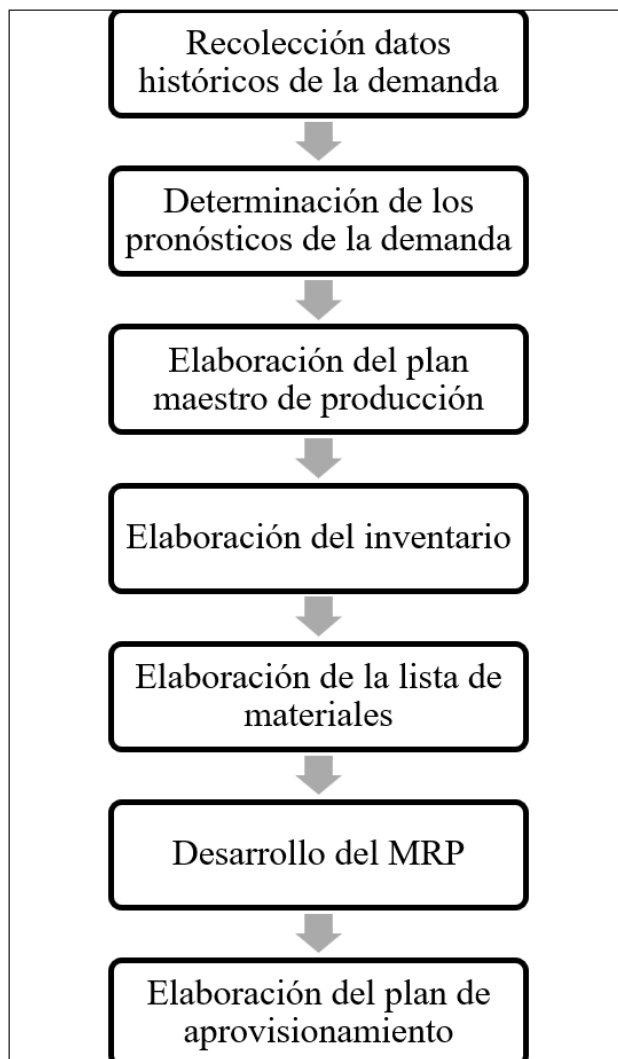 Recolección datos
históricos de la demanda
Determinación de los
pronósticos de la demanda
Elaboración del plan
maestro de producción
Elaboración del inventario
Elaboración de la lista de
materiales
Desarrollo del MRP
Elaboración del plan de
aprovisionamiento